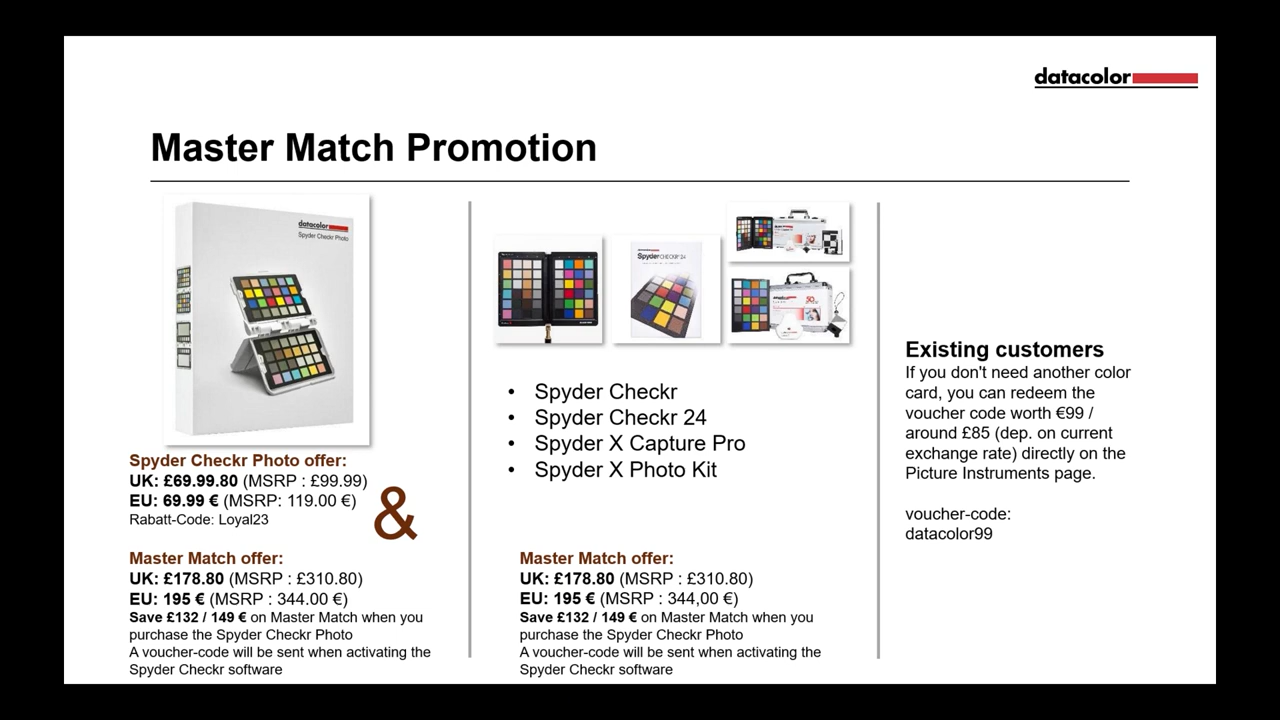 datacolor
Master Match Promotion
datacolor
Spyder Checkr Photo
Spyder Checkr Photo offer:
UK: £69.99.80 (MSRP : £99.99)
EU: 69.99 € (MSRP: 119.00 €)
Rabatt-Code: Loyal23
&
Master Match offer:
UK: £178.80 (MSRP : £310.80)
EU: 195 € (MSRP : 344.00 €)
Save £132 / 149 € on Master Match when you
purchase the Spyder Checkr Photo
A voucher-code will be sent when activating the
Spyder Checkr software
SpyderCHECKR 24
• Spyder Checkr
• Spyder Checkr 24
• Spyder X Capture Pro
• Spyder X Photo Kit
Master Match offer:
UK: £178.80 (MSRP : £310.80)
EU: 195 € (MSRP : 344,00 €)
Save £132 / 149 € on Master Match when you
purchase the Spyder Checkr Photo
A voucher-code will be sent when activating the
Spyder Checkr software
Existing customers
If you don't need another color
card, you can redeem the
voucher code worth €99 /
around £85 (dep. on current
exchange rate) directly on the
Picture Instruments page.
voucher-code:
datacolor99